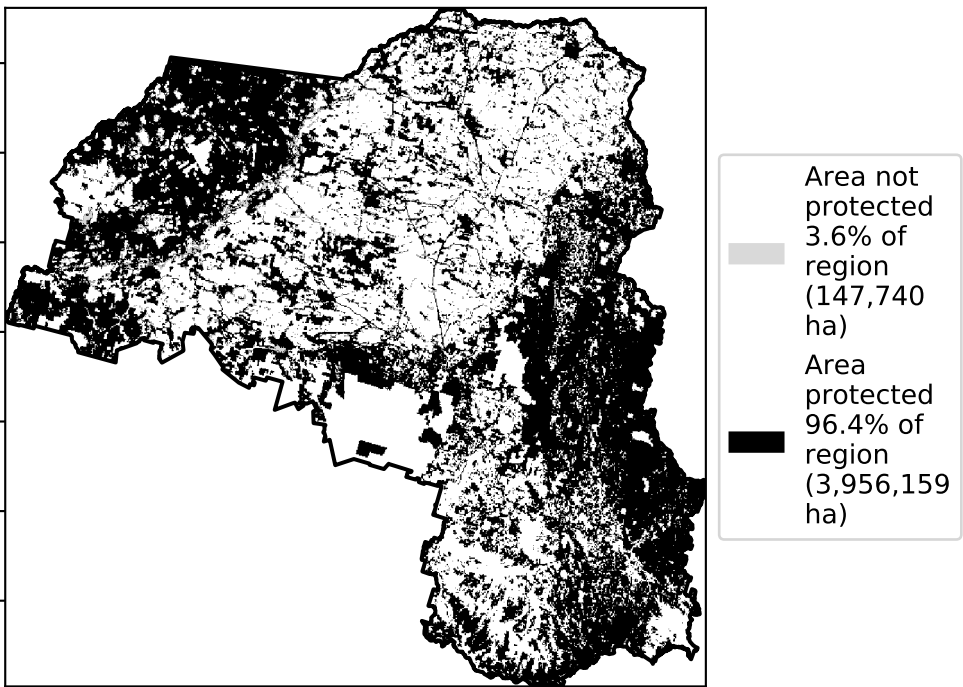 Area not
protected
3.6% of
region
(147,740
ha)
Area
protected
96.4% of
region
(3,956,159
ha)